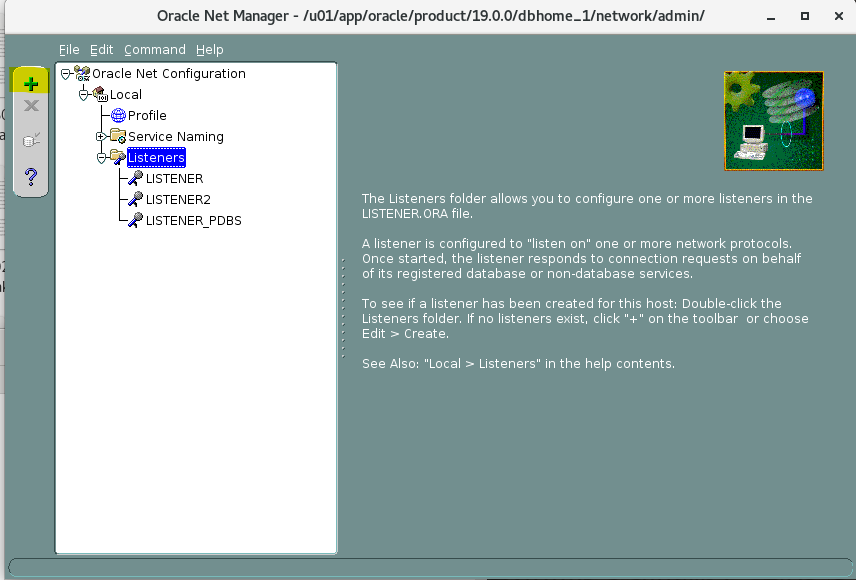 Oracle Net Manager - /u01/app/oracle/product/19.0.0/dbhome_1/network/admin/
File Edit Command Help
Oracle Net Configuration
Local
Profile
Service Naming
Listeners
LISTENER
LISTENER2
LISTENER_PDBS
The Listeners folder allows you to configure one or more listeners in the
LISTENER.ORA file.
A listener is configured to "listen on" one or more network protocols.
Once started, the listener responds to connection requests on behalf
of its registered database or non-database services.
To see if a listener has been created for this host: Double-click the
Listeners folder. If no listeners exist, click "+" on the toolbar  or choose
Edit > Create.
See Also: "Local > Listeners" in the help contents.